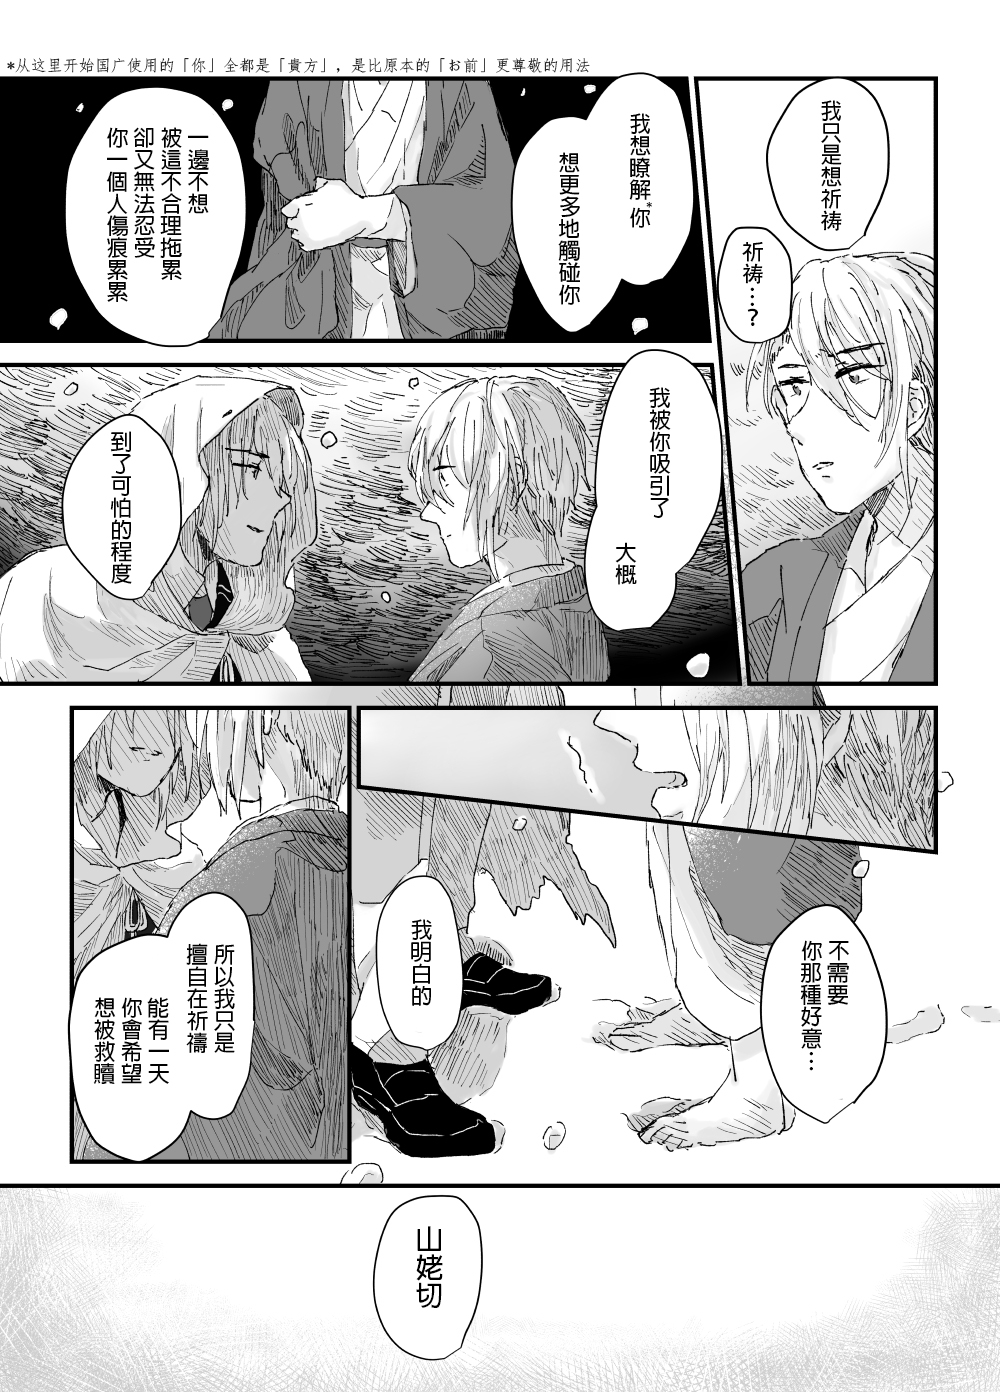 *从这里开始国广使用的「你」全都是「貴方」，是比原本的「お前」更尊敬的用法
我只是想祈祷
祈祷…?
我想瞭解*你
想更多地觸碰你
一邊不想
被這不合理拖累
卻又無法忍受
你一個人傷痕累累
我被你吸引了
大概
到了可怕的程度
不需要
你那種好意…
我明白的
所以我只是
擅自在祈禱
能有一天
你會希望
想被救贖
山姥切